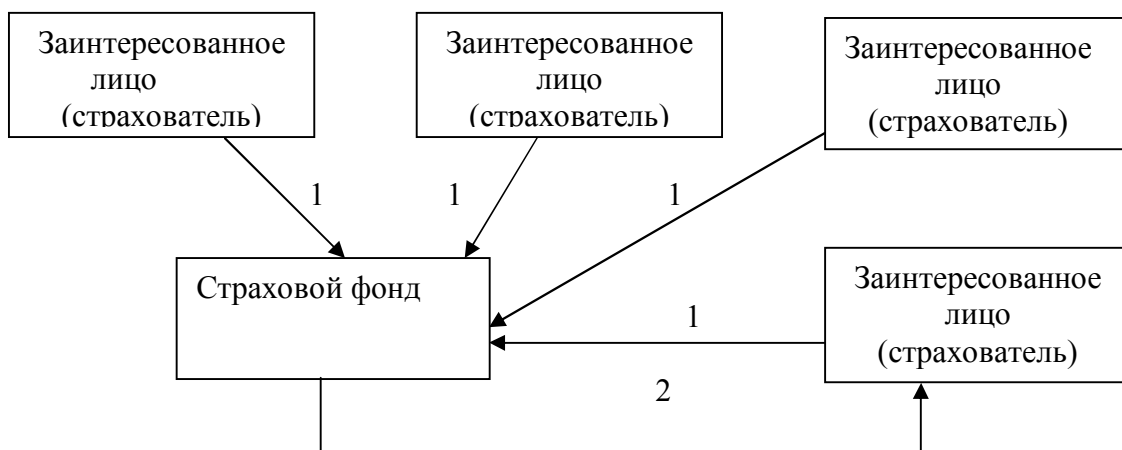 Заинтересованное
лицо
(страхователь)
Заинтересованное
лицо
(страхователь)
Заинтересованное
лицо
(страхователь)
1
1
1
Страховой фонд
Заинтересованное
лицо
(страхователь)
1
2